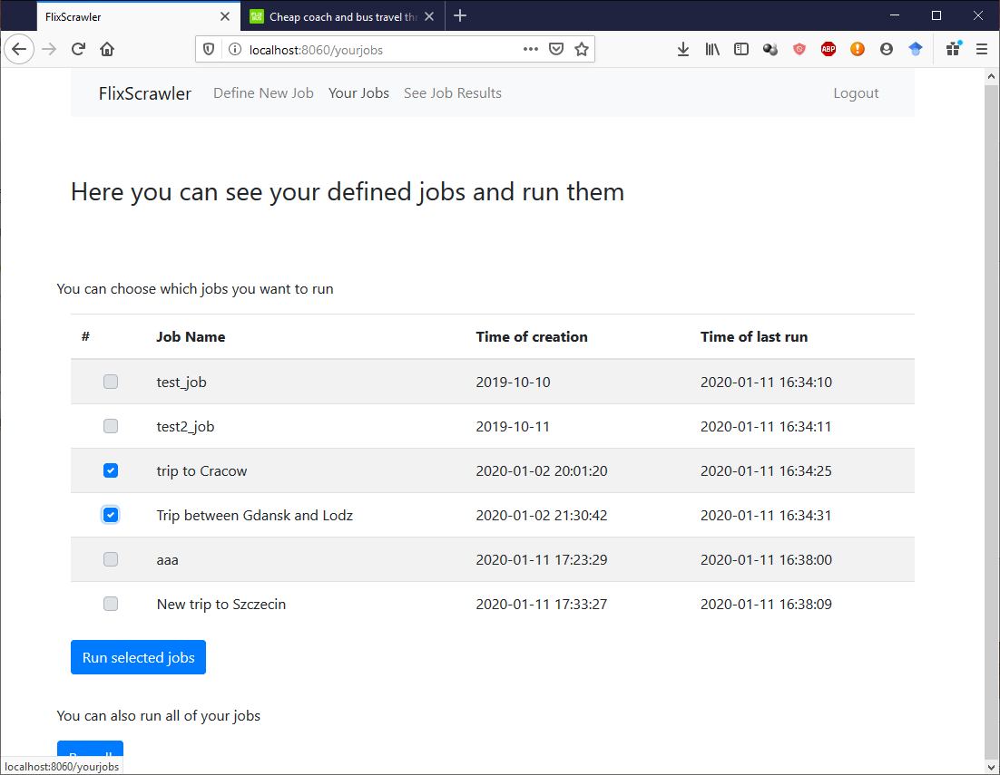 FlixScrawler
Cheap coach and bus travel thr
localhost:8060/yourjobs
ABP
FlixScrawler Define New Job Your Jobs See Job Results Logout
Here you can see your defined jobs and run them
You can choose which jobs you want to run
# Job Name Time of creation Time of last run
test_job 2019-10-10 2020-01-11 16:34:10
test2_job 2019-10-11 2020-01-11 16:34:11
trip to Cracow 2020-01-02 20:01:20 2020-01-11 16:34:25
Trip between Gdansk and Lodz 2020-01-02 21:30:42 2020-01-11 16:34:31
aaa 2020-01-11 17:23:29 2020-01-11 16:38:00
New trip to Szczecin 2020-01-11 17:33:27 2020-01-11 16:38:09
Run selected jobs
You can also run all of your jobs
localhost:8060/yourjobs